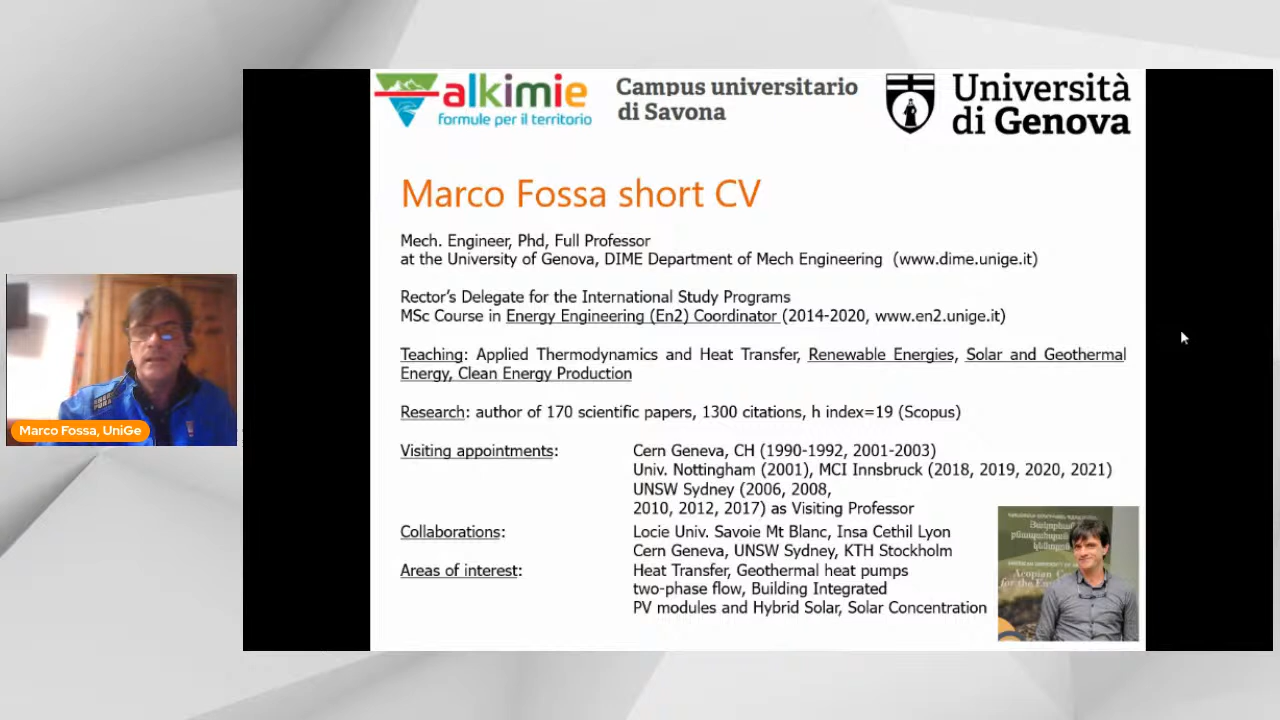 alkimie
formule per il territorio
Campus universitario
di Savona
Università
di Genova
Marco Fossa short CV
Mech. Engineer, Phd, Full Professor
at the University of Genova, DIME Department of Mech Engineering (www.dime.unige.it)
Rector's Delegate for the International Study Programs
MSc Course in Energy Engineering (En2) Coordinator (2014-2020, www.en2.unige.it)
Teaching: Applied Thermodynamics and Heat Transfer, Renewable Energies, Solar and Geothermal
Energy, Clean Energy Production
Research: author of 170 scientific papers, 1300 citations, h index=19 (Scopus)
Visiting appointments: Cern Geneva, CH (1990-1992, 2001-2003)
Univ. Nottingham (2001), MCI Innsbruck (2018, 2019, 2020, 2021)
UNSW Sydney (2006, 2008,
2010, 2012, 2017) as Visiting Professor
Collaborations: Locie Univ. Savoie Mt Blanc, Insa Cethil Lyon
Cern Geneva, UNSW Sydney, KTH Stockholm
Areas of interest: Heat Transfer, Geothermal heat pumps
two-phase flow, Building Integrated
PV modules and Hybrid Solar, Solar Concentration
Acopian
for the
Marco Fossa, UniGe